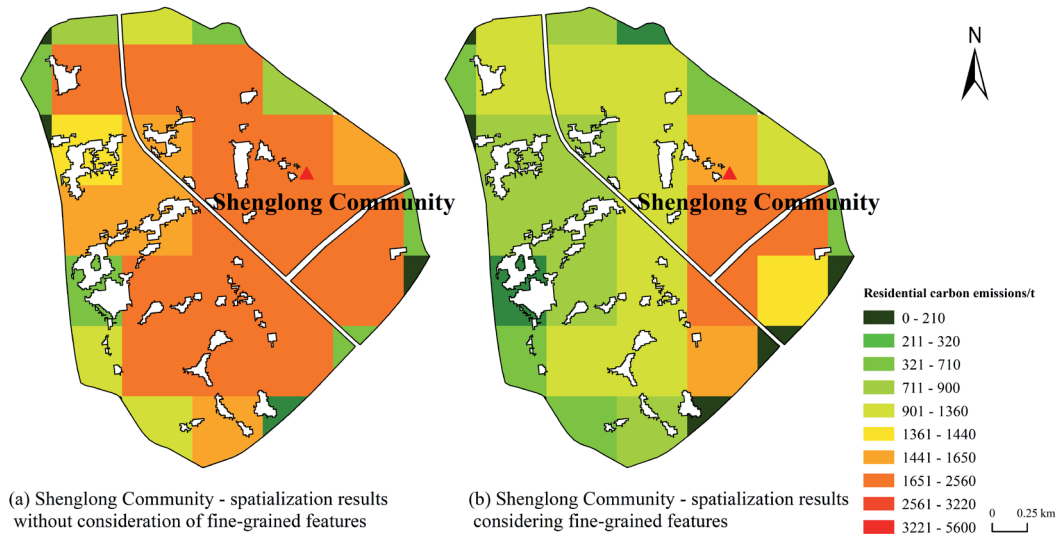 N
Shenglong Community
Shenglong Community
Residential carbon emissions/t
0 - 210
211 - 320
321 - 710
711 - 900
901 - 1360
1361 - 1440
1441 - 1650
1651 - 2560
2561 - 3220
3221 - 5600
0 0.25 km
(a) Shenglong Community - spatialization results
without consideration of fine-grained features
(b) Shenglong Community - spatialization results
considering fine-grained features